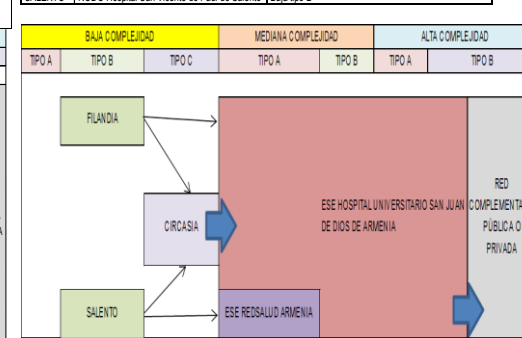 BAJA COMPLEJIDAD
MEDIANA COMPLEJIDAD
ALTA COMPLEJIDAD
TIPO A
TIPO B
TIPO C
TIPO A
TIPO B
TIPO A
TIPO B
FILANDIA
CIRCASIA
SALENTO
ESE HOSPITAL UNIVERSITARIO SAN JUAN
DE DIOS DE ARMENIA
ESE REDSALUD ARMENIA
RED
COMPLEMENTA
PÚBLICA O
PRIVADA